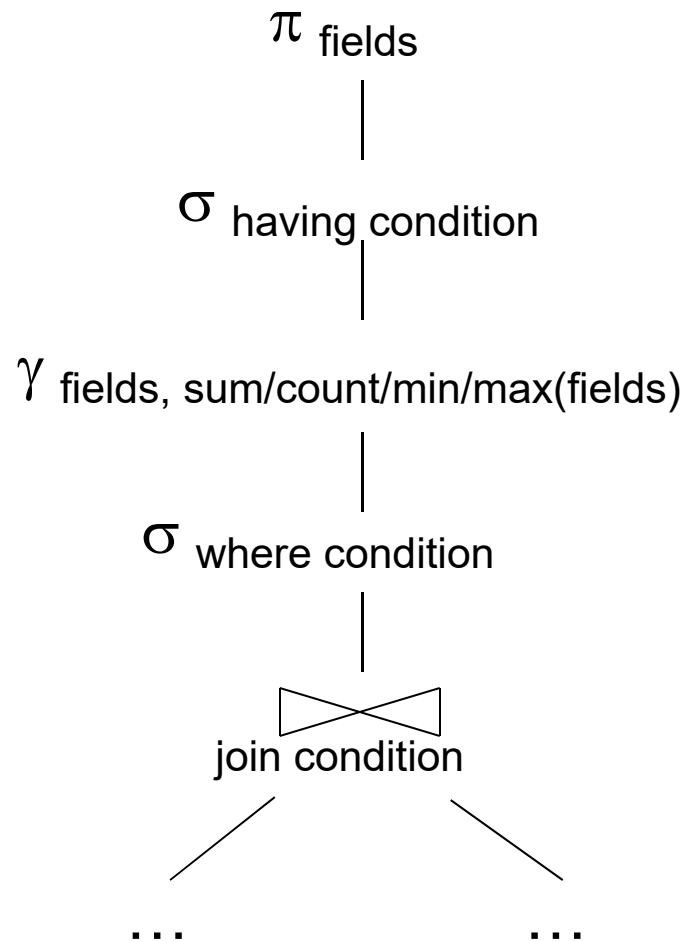 π fields
σ having condition
γ fields, sum/count/min/max(fields)
σ where condition
join condition
... ...